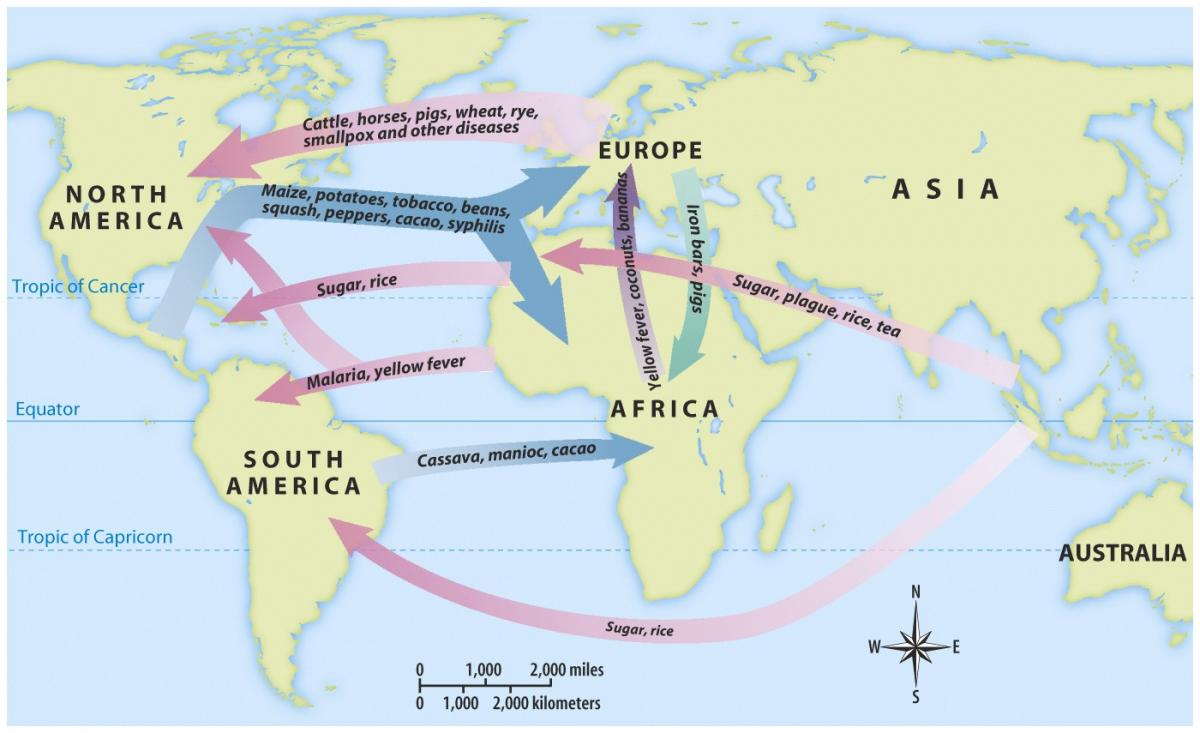 Cattle, horses, pigs, wheat, rye,
smallpox and other diseases
EUROPE
NORTH
AMERICA
ASIA
Maize, potatoes, tobacco, beans,
squash, peppers, cacao, syphilis
Yellow fever, coconuts, bananas
Iron bars, pigs
Tropic of Cancer
Sugar, rice
Sugar, plague, rice, tea
Malaria, yellow fever
Equator
AFRICA
SOUTH
AMERICA
Cassava, manioc, cacao
Tropic of Capricorn
AUSTRALIA
Sugar, rice
N
W E
S
0 1,000 2,000 miles
0 1,000 2,000 kilometers